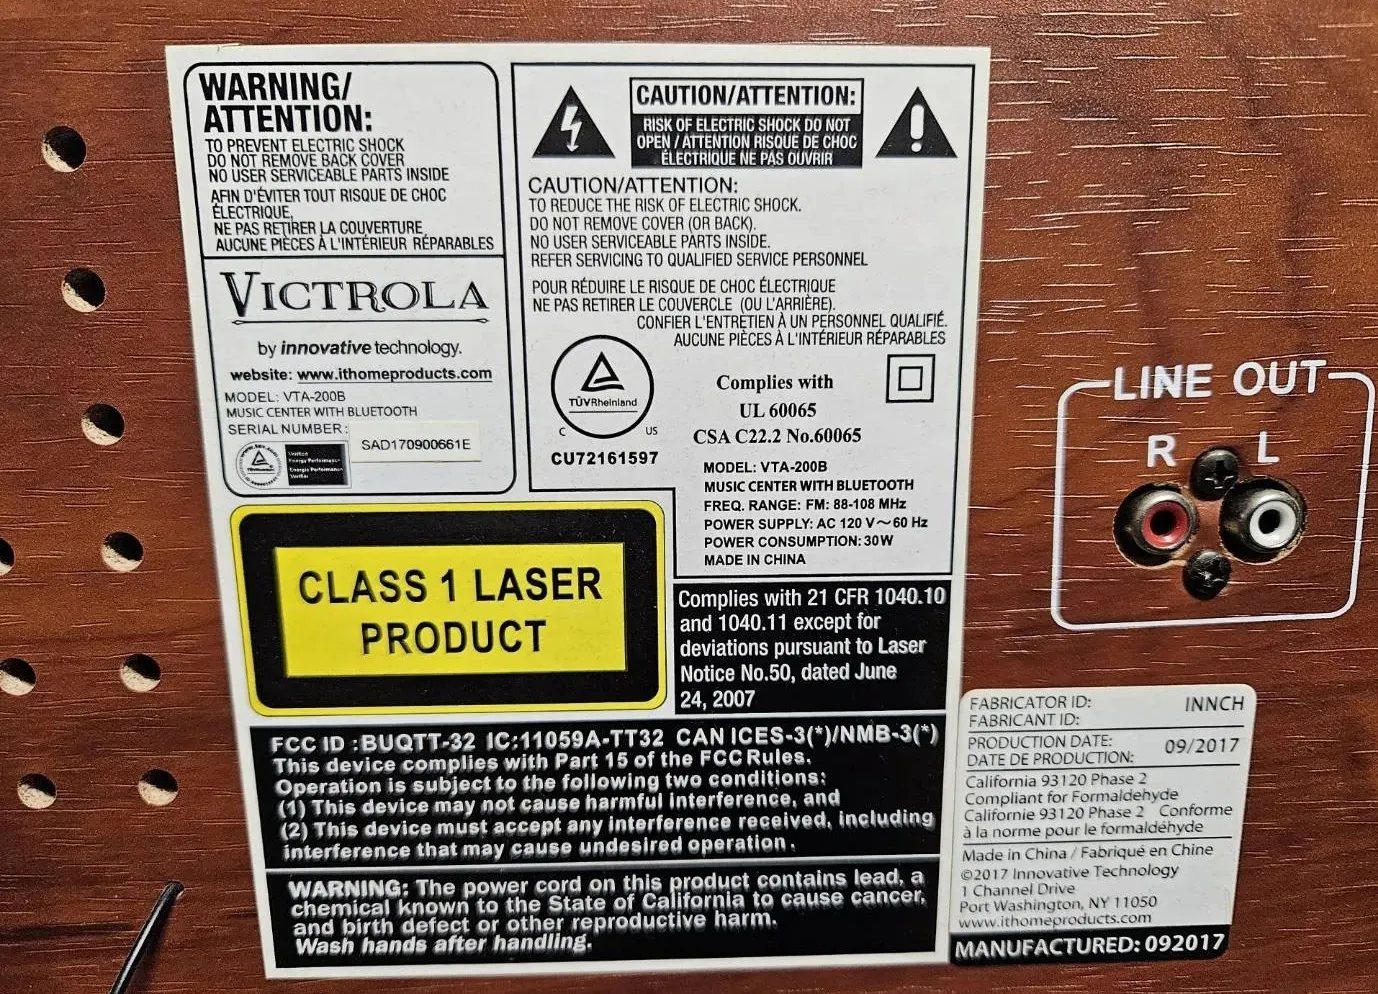 WARNING/
ATTENTION:
TO PREVENT ELECTRIC SHOCK
DO NOT REMOVE BACK COVER
NO USER SERVICEABLE PARTS INSIDE
AFIN D'ÉVITER TOUT RISQUE DE CHOC
ÉLECTRIQUE,
NE PAS RETIRER LA COUVERTURE
AUCUNE PIÈCES À L'INTÉRIEUR RÉPARABLES
VICTROLA
by innovative technology.
website: www.ithomeproducts.com
MODEL: VTA-200B
MUSIC CENTER WITH BLUETOOTH
SERIAL NUMBER:
SAD170900661E
TÜVRheinland
Verified
Energy Performance
Energie Performance
CAUTION/ATTENTION:
RISK OF ELECTRIC SHOCK DO NOT
OPEN / ATTENTION RISQUE DE CHOC
ÉLECTRIQUE NE PAS OUVRIR
CAUTION/ATTENTION:
TO REDUCE THE RISK OF ELECTRIC SHOCK.
DO NOT REMOVE COVER (OR BACK).
NO USER SERVICEABLE PARTS INSIDE.
REFER SERVICING TO QUALIFIED SERVICE PERSONNEL
POUR RÉDUIRE LE RISQUE DE CHOC ÉLECTRIQUE
NE PAS RETIRER LE COUVERCLE (OU L'ARRIÈRE).
CONFIER L'ENTRETIEN À UN PERSONNEL QUALIFIÉ.
AUCUNE PIÈCES À L'INTÉRIEUR RÉPARABLES
TÜVRheinland
C US
CU72161597
Complies with
UL 60065
CSA C22.2 No.60065
MODEL: VTA-200B
MUSIC CENTER WITH BLUETOOTH
FREQ. RANGE: FM: 88-108 MHz
POWER SUPPLY: AC 120 V~60 Hz
POWER CONSUMPTION: 30W
MADE IN CHINA
CLASS 1 LASER
PRODUCT
Complies with 21 CFR 1040.10
and 1040.11 except for
deviations pursuant to Laser
Notice No.50, dated June
24, 2007
FCC ID :BUQTT-32 IC:11059A-TT32 CAN ICES-3(*)/NMB-3(*)
This device complies with Part 15 of the FCC Rules.
Operation is subject to the following two conditions:
(1) This device may not cause harmful interference, and
(2) This device must accept any interference received, including
interference that may cause undesired operation.
WARNING: The power cord on this product contains lead, a
chemical known to the State of California to cause cancer,
and birth defect or other reproductive harm.
Wash hands after handling.
LINE OUT
R L
FABRICATOR ID: INNCH
FABRICANT ID:
PRODUCTION DATE: 09/2017
DATE DE PRODUCTION:
California 93120 Phase 2
Compliant for Formaldehyde
Californie 93120 Phase 2 Conforme
à la norme pour le formaldéhyde
Made in China / Fabriqué en Chine
©2017 Innovative Technology
1 Channel Drive
Port Washington, NY 11050
www.ithomeproducts.com
MANUFACTURED: 092017